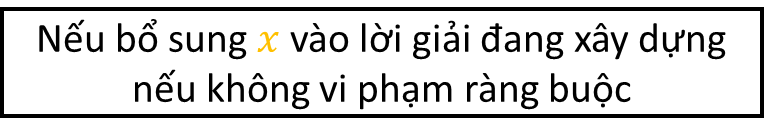 Nếu bổ sung x vào lời giải đang xây dựng
nếu không vi phạm ràng buộc